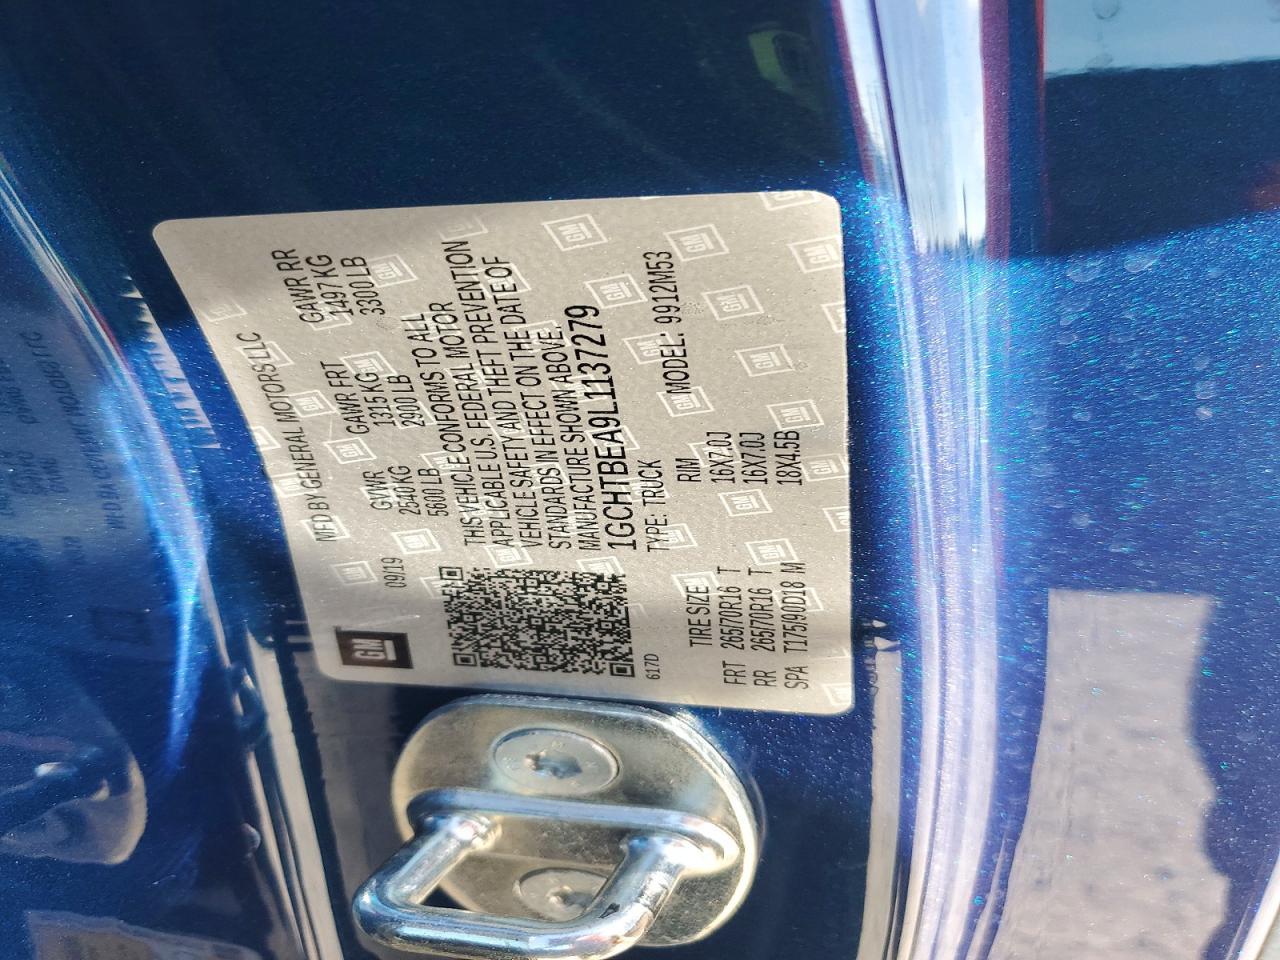 GM
MFD BY GENERAL MOTORS LLC
09/19
GVWR GAWR FRT GAWR RR
2540 KG 1315 KG 1497 KG
5600 LB 2900 LB 3300 LB
THIS VEHICLE CONFORMS TO ALL
APPLICABLE U.S. FEDERAL MOTOR
VEHICLE SAFETY AND THEFT PREVENTION
STANDARDS IN EFFECT ON THE DATE OF
MANUFACTURE SHOWN ABOVE.
1GCHTBEA9L1137279
617D
TYPE: TRUCK MODEL: 9912M53
TIRE SIZE RIM
FRT 265/70R16 T 16X7.0J
RR 265/70R16 T 16X7.0J
SPA T175/90D18 M 18X4.5B